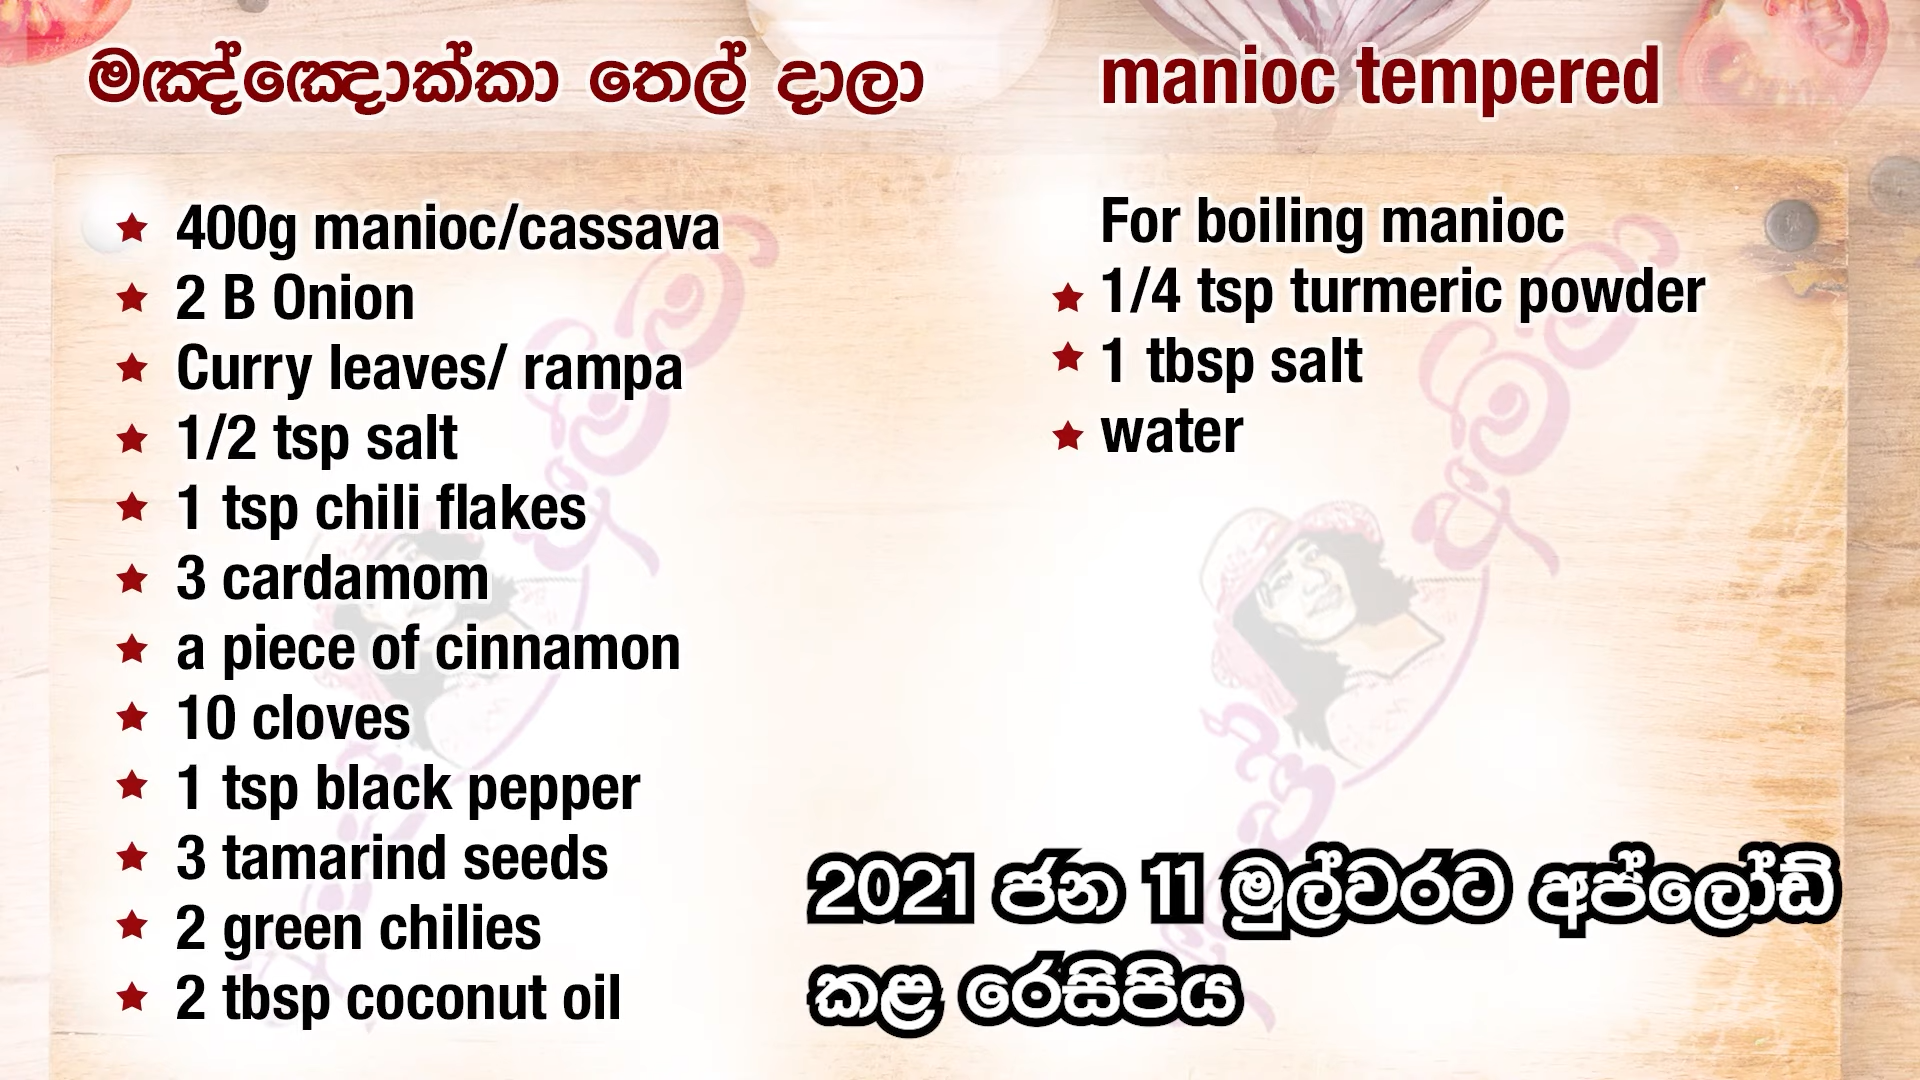 මඤ්ඤොක්කා තෙල් දාලා
manioc tempered
400g manioc/cassava
2 B Onion
Curry leaves/ rampa
1/2 tsp salt
1 tsp chili flakes
3 cardamom
a piece of cinnamon
10 cloves
1 tsp black pepper
3 tamarind seeds
2 green chilies
2 tbsp coconut oil
For boiling manioc
1/4 tsp turmeric powder
1 tbsp salt
water
2021 ජන 11 මුල්වරට අප්ලෝඩ්
කළ රෙසිපිය